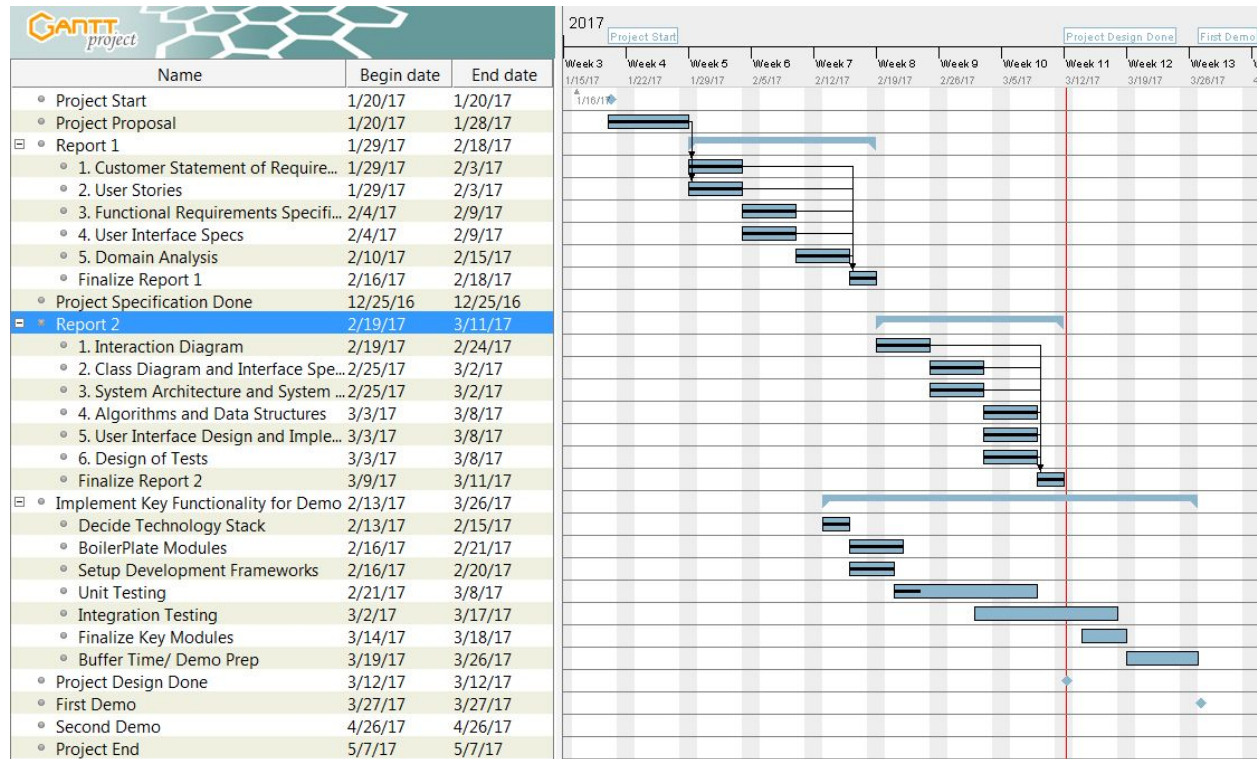 GANTT
project
2017
Project Start Project Design Done First Demo
Week 3 Week 4 Week 5 Week 6 Week 7 Week 8 Week 9 Week 10 Week 11 Week 12 Week 13
Name Begin date End date
1/15/17 1/22/17 1/29/17 2/5/17 2/12/17 2/19/17 2/26/17 3/5/17 3/12/17 3/19/17 3/26/17
Project Start 1/20/17 1/20/17 1/16/17
Project Proposal 1/20/17 1/28/17
Report 1 1/29/17 2/18/17
1. Customer Statement of Require... 1/29/17 2/3/17
2. User Stories 1/29/17 2/3/17
3. Functional Requirements Specifi... 2/4/17 2/9/17
4. User Interface Specs 2/4/17 2/9/17
5. Domain Analysis 2/10/17 2/15/17
Finalize Report 1 2/16/17 2/18/17
Project Specification Done 12/25/16 12/25/16
Report 2 2/19/17 3/11/17
1. Interaction Diagram 2/19/17 2/24/17
2. Class Diagram and Interface Spe... 2/25/17 3/2/17
3. System Architecture and System ... 2/25/17 3/2/17
4. Algorithms and Data Structures 3/3/17 3/8/17
5. User Interface Design and Imple... 3/3/17 3/8/17
6. Design of Tests 3/3/17 3/8/17
Finalize Report 2 3/9/17 3/11/17
Implement Key Functionality for Demo 2/13/17 3/26/17
Decide Technology Stack 2/13/17 2/15/17
BoilerPlate Modules 2/16/17 2/21/17
Setup Development Frameworks 2/16/17 2/20/17
Unit Testing 2/21/17 3/8/17
Integration Testing 3/2/17 3/17/17
Finalize Key Modules 3/14/17 3/18/17
Buffer Time/ Demo Prep 3/19/17 3/26/17
Project Design Done 3/12/17 3/12/17
First Demo 3/27/17 3/27/17
Second Demo 4/26/17 4/26/17
Project End 5/7/17 5/7/17